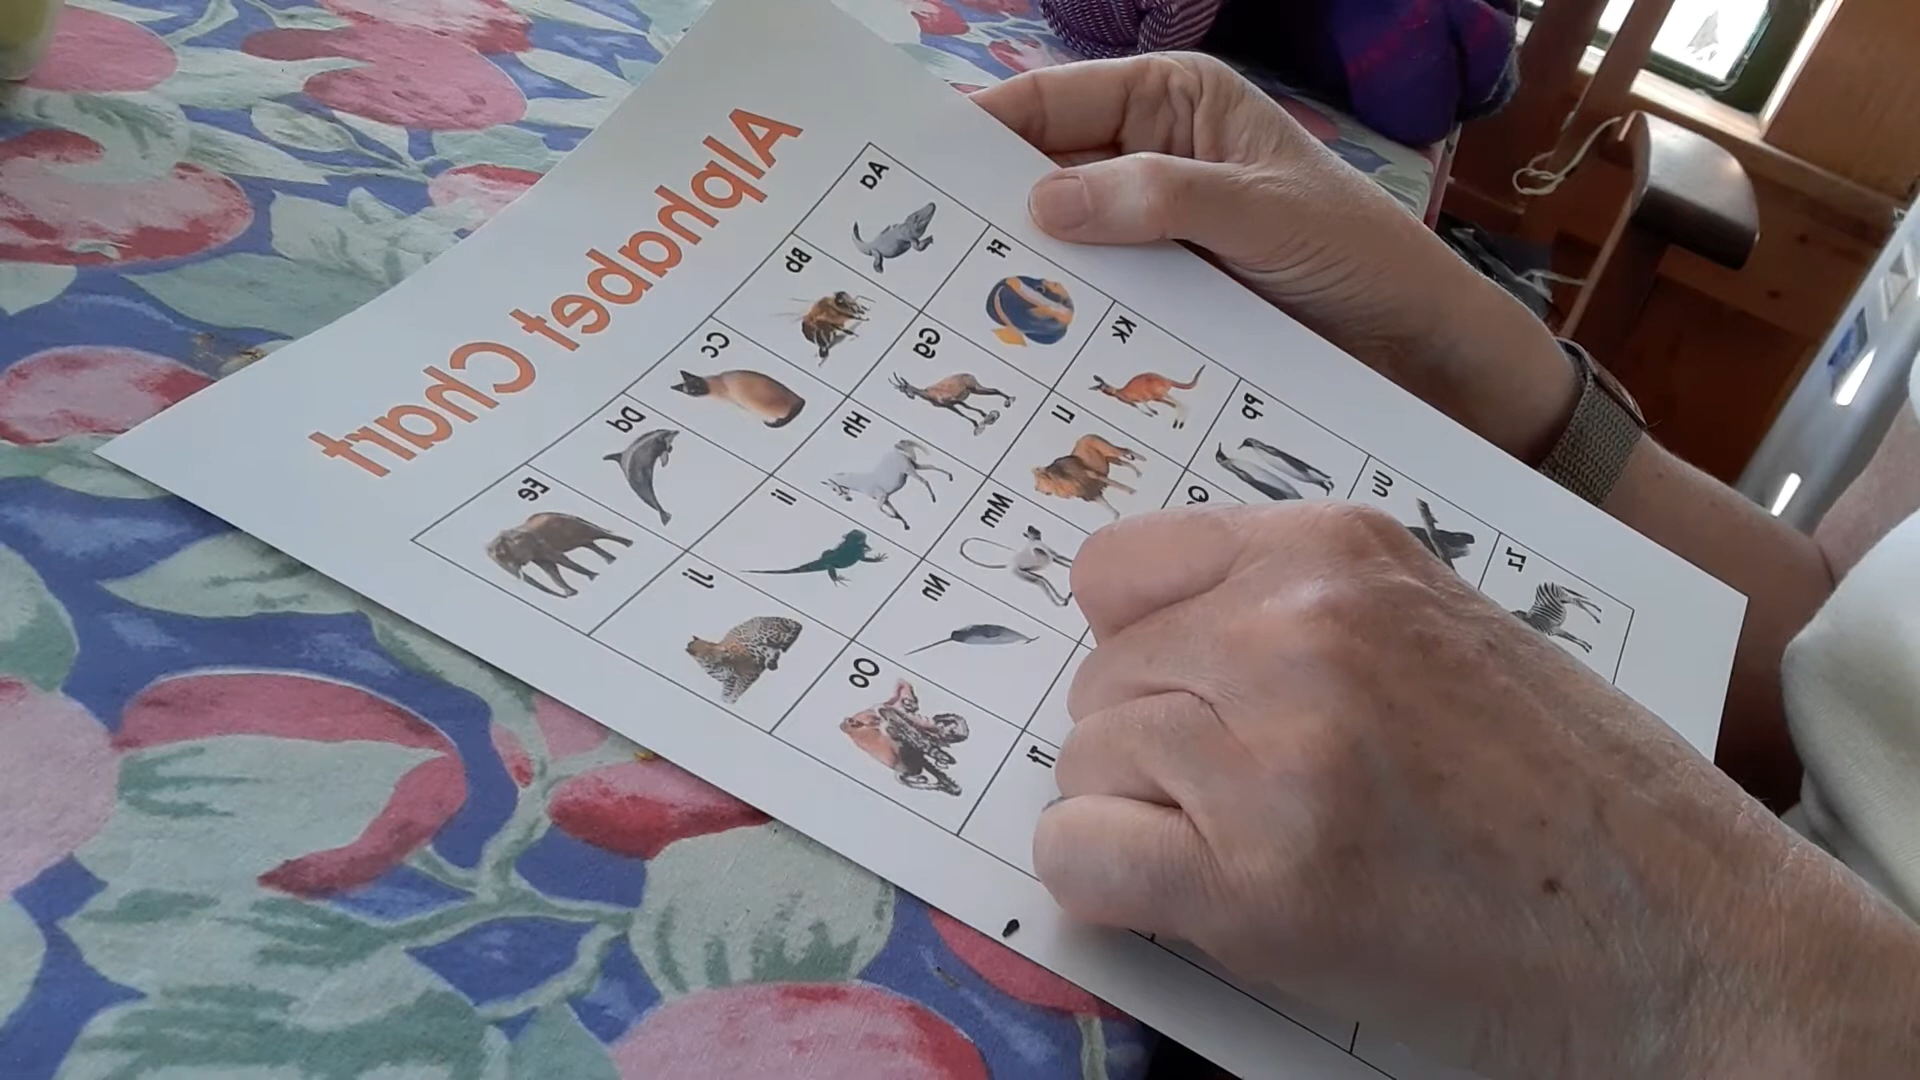 Alphabet Chart
Aa
Bb
Cc
Dd
Ee
Ff
Gg
Hh
Ii
Jj
Kk
Ll
Mm
Nn
Oo
Pp
Q
Tt
Uu
Zz